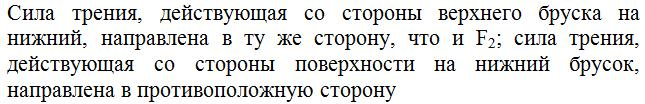 Сила трения, действующая со стороны верхнего бруска на
нижний, направлена в ту же сторону, что и F₂; сила трения,
действующая со стороны поверхности на нижний брусок,
направлена в противоположную сторону